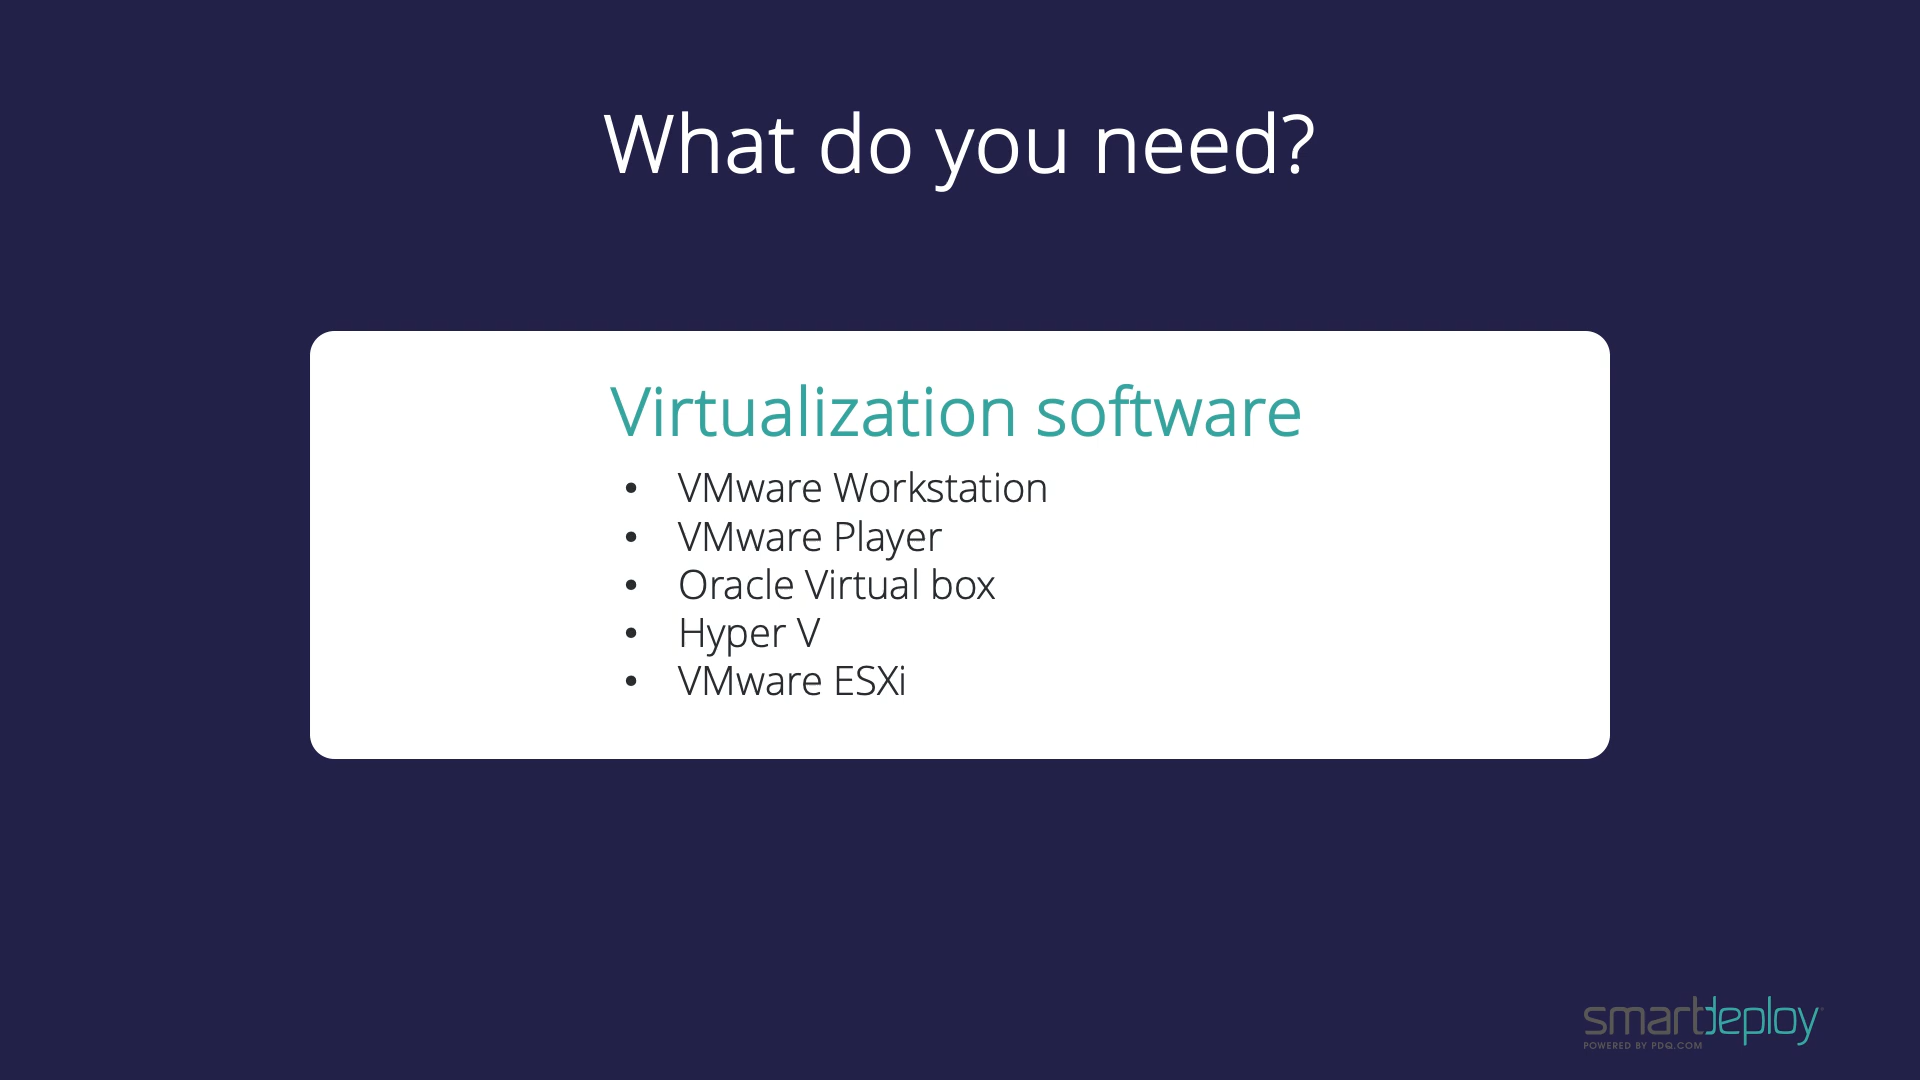 What do you need?
Virtualization software
• VMware Workstation
• VMware Player
• Oracle Virtual box
• Hyper V
• VMware ESXi
smartdeploy
POWERED BY PDQ.COM